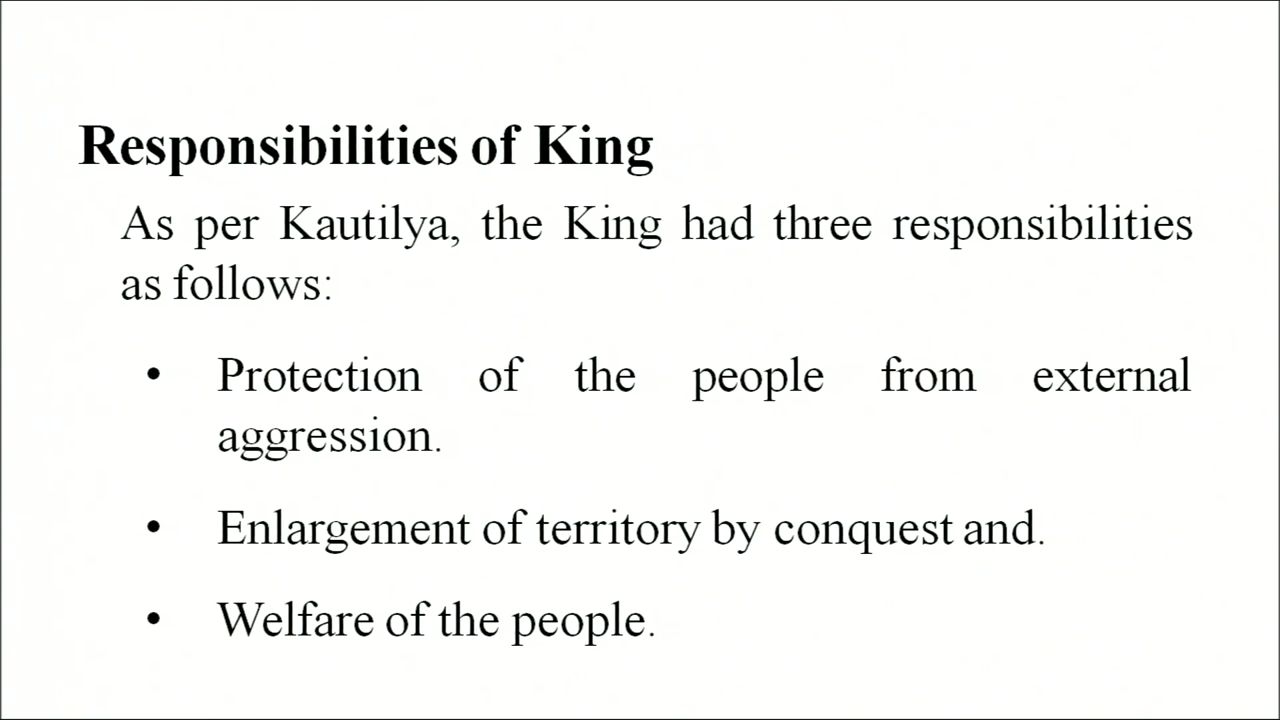 Responsibilities of King
As per Kautilya, the King had three responsibilities
as follows:
• Protection of the people from external
aggression.
• Enlargement of territory by conquest and.
• Welfare of the people.